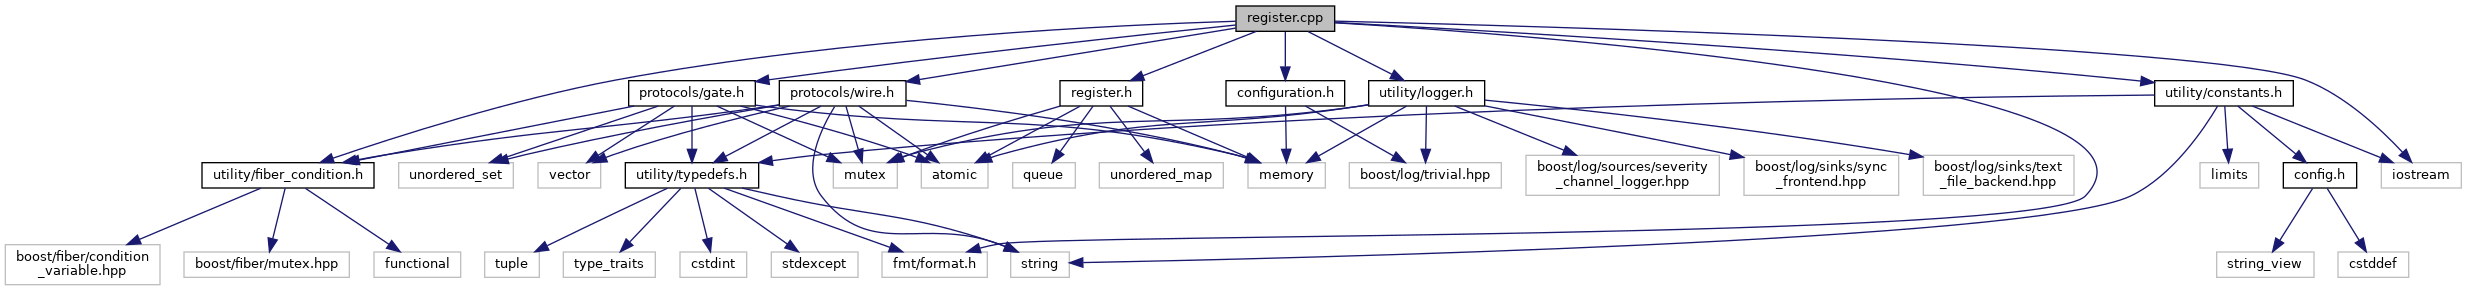 register.cpp
protocols/gate.h
protocols/wire.h
register.h
configuration.h
utility/logger.h
utility/constants.h
utility/fiber_condition.h
unordered_set
vector
utility/typedefs.h
mutex
atomic
queue
unordered_map
memory
boost/log/trivial.hpp
boost/log/sources/severity
_channel_logger.hpp
boost/log/sinks/sync
_frontend.hpp
boost/log/sinks/text
_file_backend.hpp
limits
config.h
iostream
boost/fiber/condition
_variable.hpp
boost/fiber/mutex.hpp
functional
tuple
type_traits
cstdint
stdexcept
fmt/format.h
string
string_view
cstddef